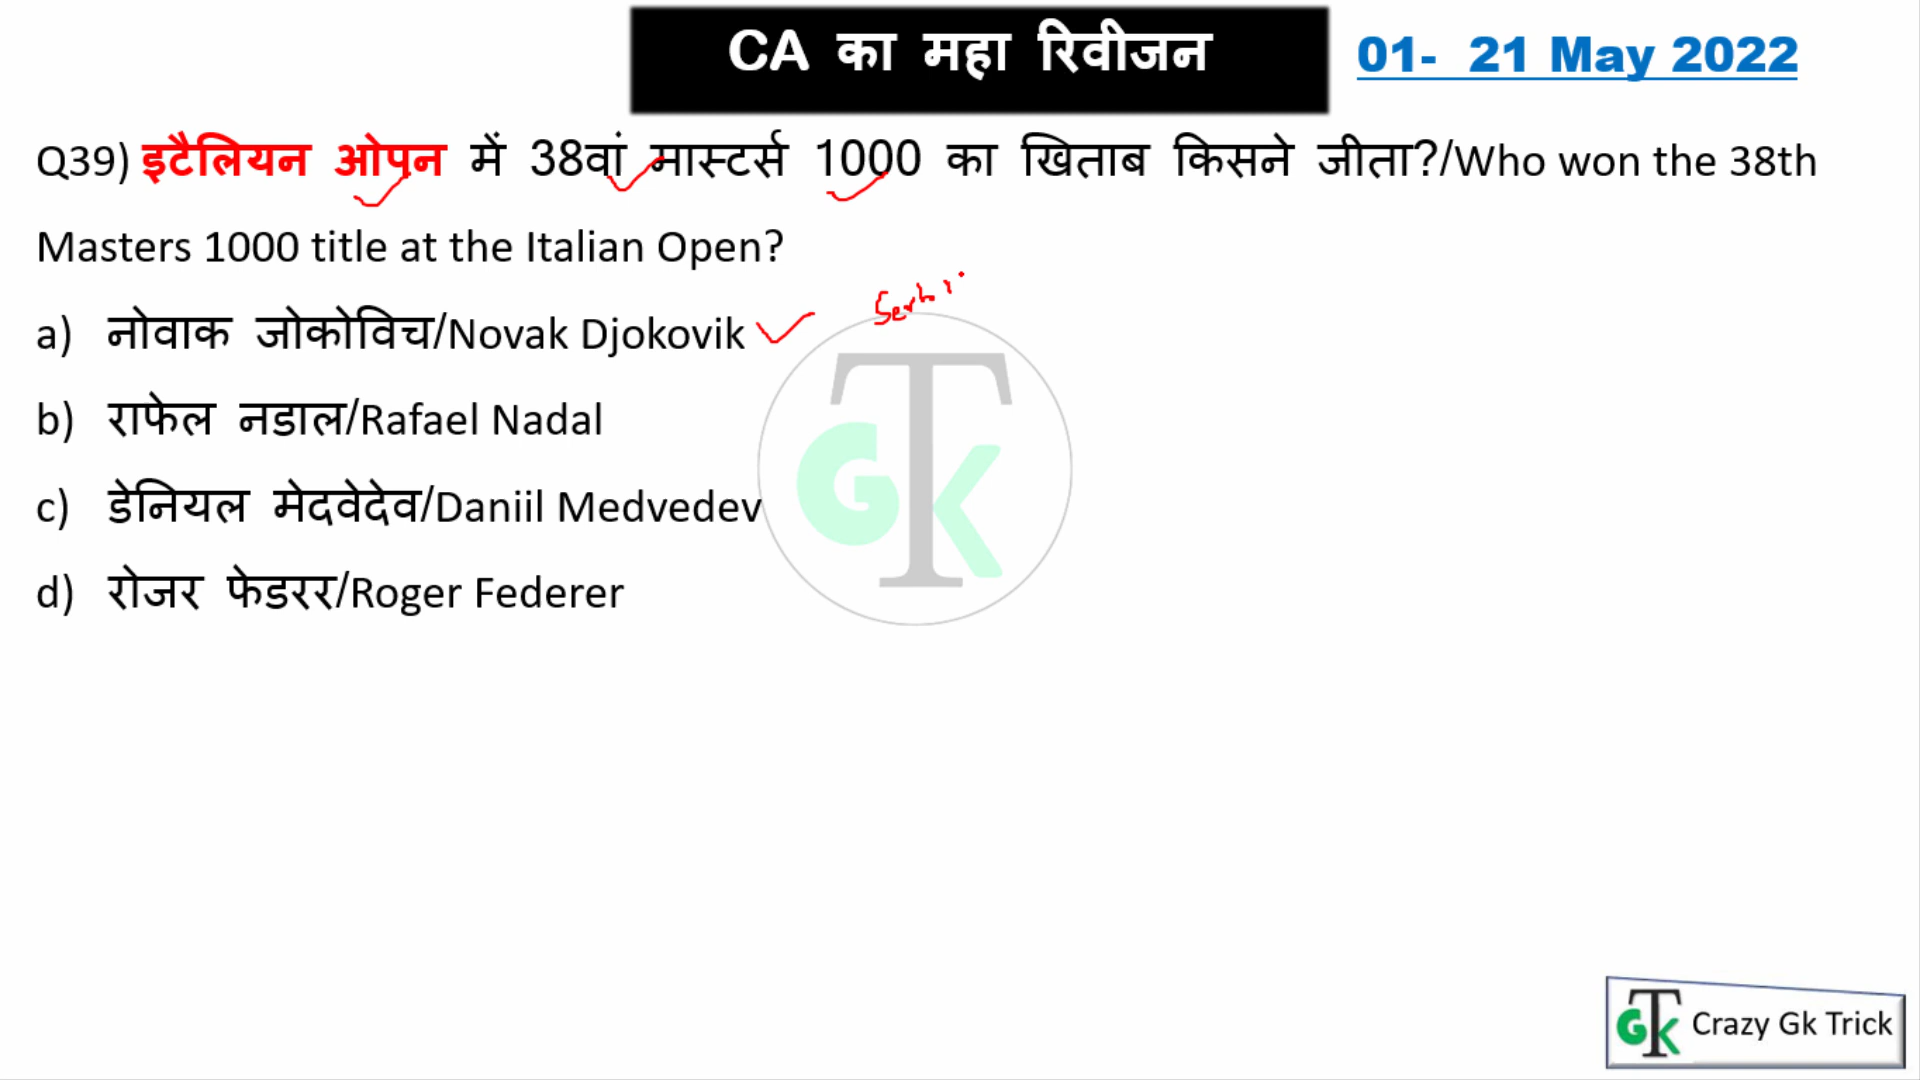 CA का महा रिवीजन
01- 21 May 2022
Q39) इटैलियन ओपन में 38वां मास्टर्स 1000 का खिताब किसने जीता?/Who won the 38th
Masters 1000 title at the Italian Open?
a) नोवाक जोकोविच/Novak Djokovik
b) राफेल नडाल/Rafael Nadal
c) डेनियल मेदवेदेव/Daniil Medvedev
d) रोजर फेडरर/Roger Federer
GTK
GTK Crazy Gk Trick